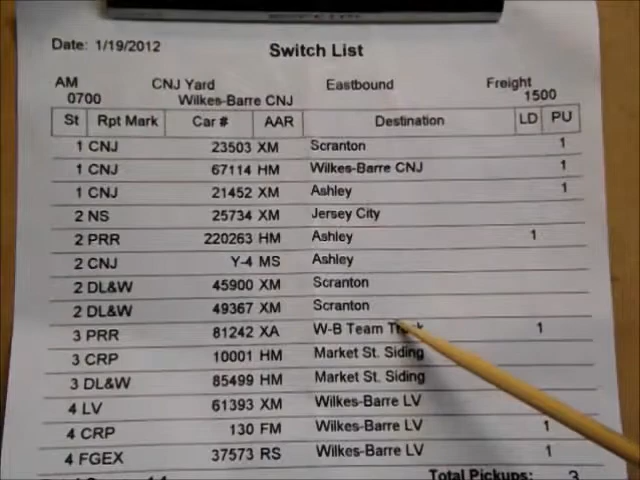 Date: 1/19/2012
Switch List
AM CNJ Yard Eastbound Freight
0700 Wilkes-Barre CNJ 1500
St Rpt Mark Car # AAR Destination LD PU
1 CNJ 23503 XM Scranton 1
1 CNJ 67114 HM Wilkes-Barre CNJ 1
1 CNJ 21452 XM Ashley 1
2 NS 25734 XM Jersey City
2 PRR 220263 HM Ashley 1
2 CNJ Y-4 MS Ashley
2 DL&W 45900 XM Scranton
2 DL&W 49367 XM Scranton
3 PRR 81242 XA W-B Team 1
3 CRP 10001 HM Market St. Siding
3 DL&W 85499 HM Market St. Siding
4 LV 61393 XM Wilkes-Barre LV
4 CRP 130 FM Wilkes-Barre LV 1
4 FGEX 37573 RS Wilkes-Barre LV 1
Total Pickups: 3